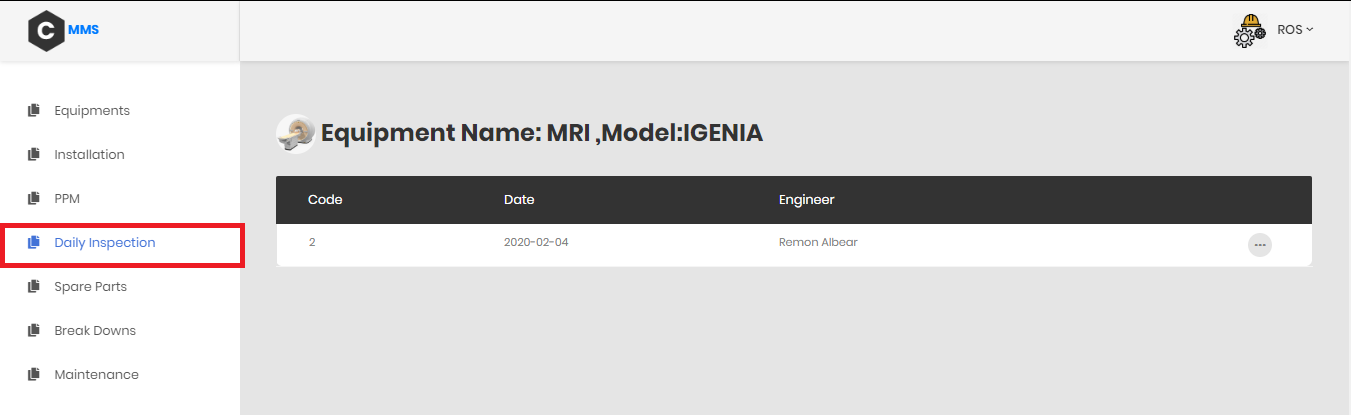 C MMS
ROS
Equipments
Installation
PPM
Daily Inspection
Spare Parts
Break Downs
Maintenance
Equipment Name: MRI ,Model:IGENIA
Code Date Engineer
2 2020-02-04 Remon Albear